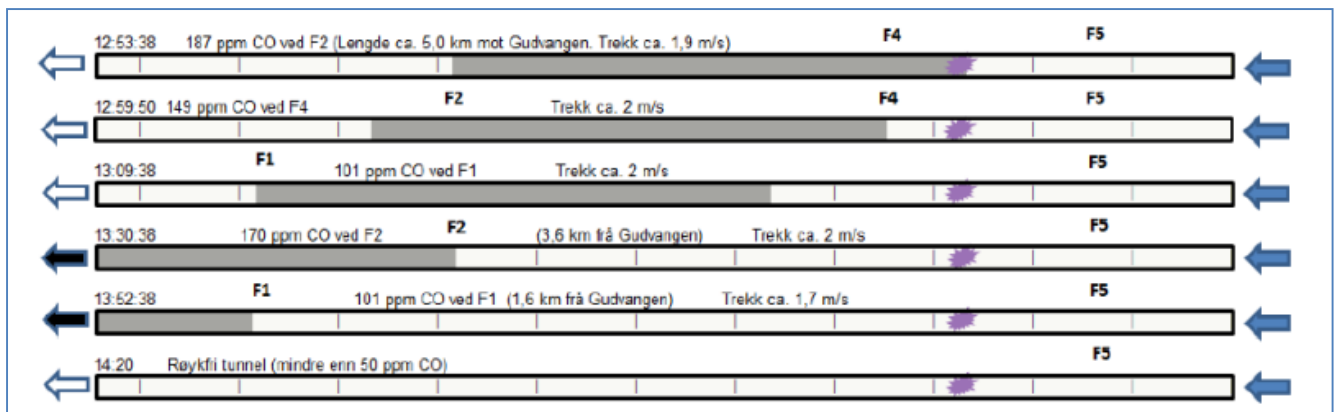 12:53:38 187 ppm CO ved F2 (Lengde ca. 5,0 km mot Gudvangen. Trekk ca. 1,9 m/s) F4 F5
12:59:50 149 ppm CO ved F4 F2 Trekk ca. 2 m/s F4 F5
13:09:38 F1 101 ppm CO ved F1 Trekk ca. 2 m/s F5
13:30:38 170 ppm CO ved F2 F2 (3,6 km frå Gudvangen) Trekk ca. 2 m/s F5
13:52:38 F1 101 ppm CO ved F1 (1,6 km frå Gudvangen) Trekk ca. 1,7 m/s F5
14:20 Røykfri tunnel (mindre enn 50 ppm CO) F5